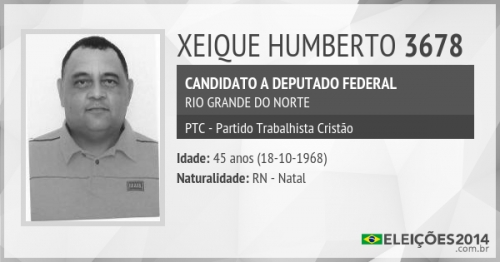 XEIQUE HUMBERTO 3678
CANDIDATO A DEPUTADO FEDERAL
RIO GRANDE DO NORTE
PTC - Partido Trabalhista Cristão
Idade: 45 anos (18-10-1968)
Naturalidade: RN - Natal
ELEIÇÕES2014
.com.br